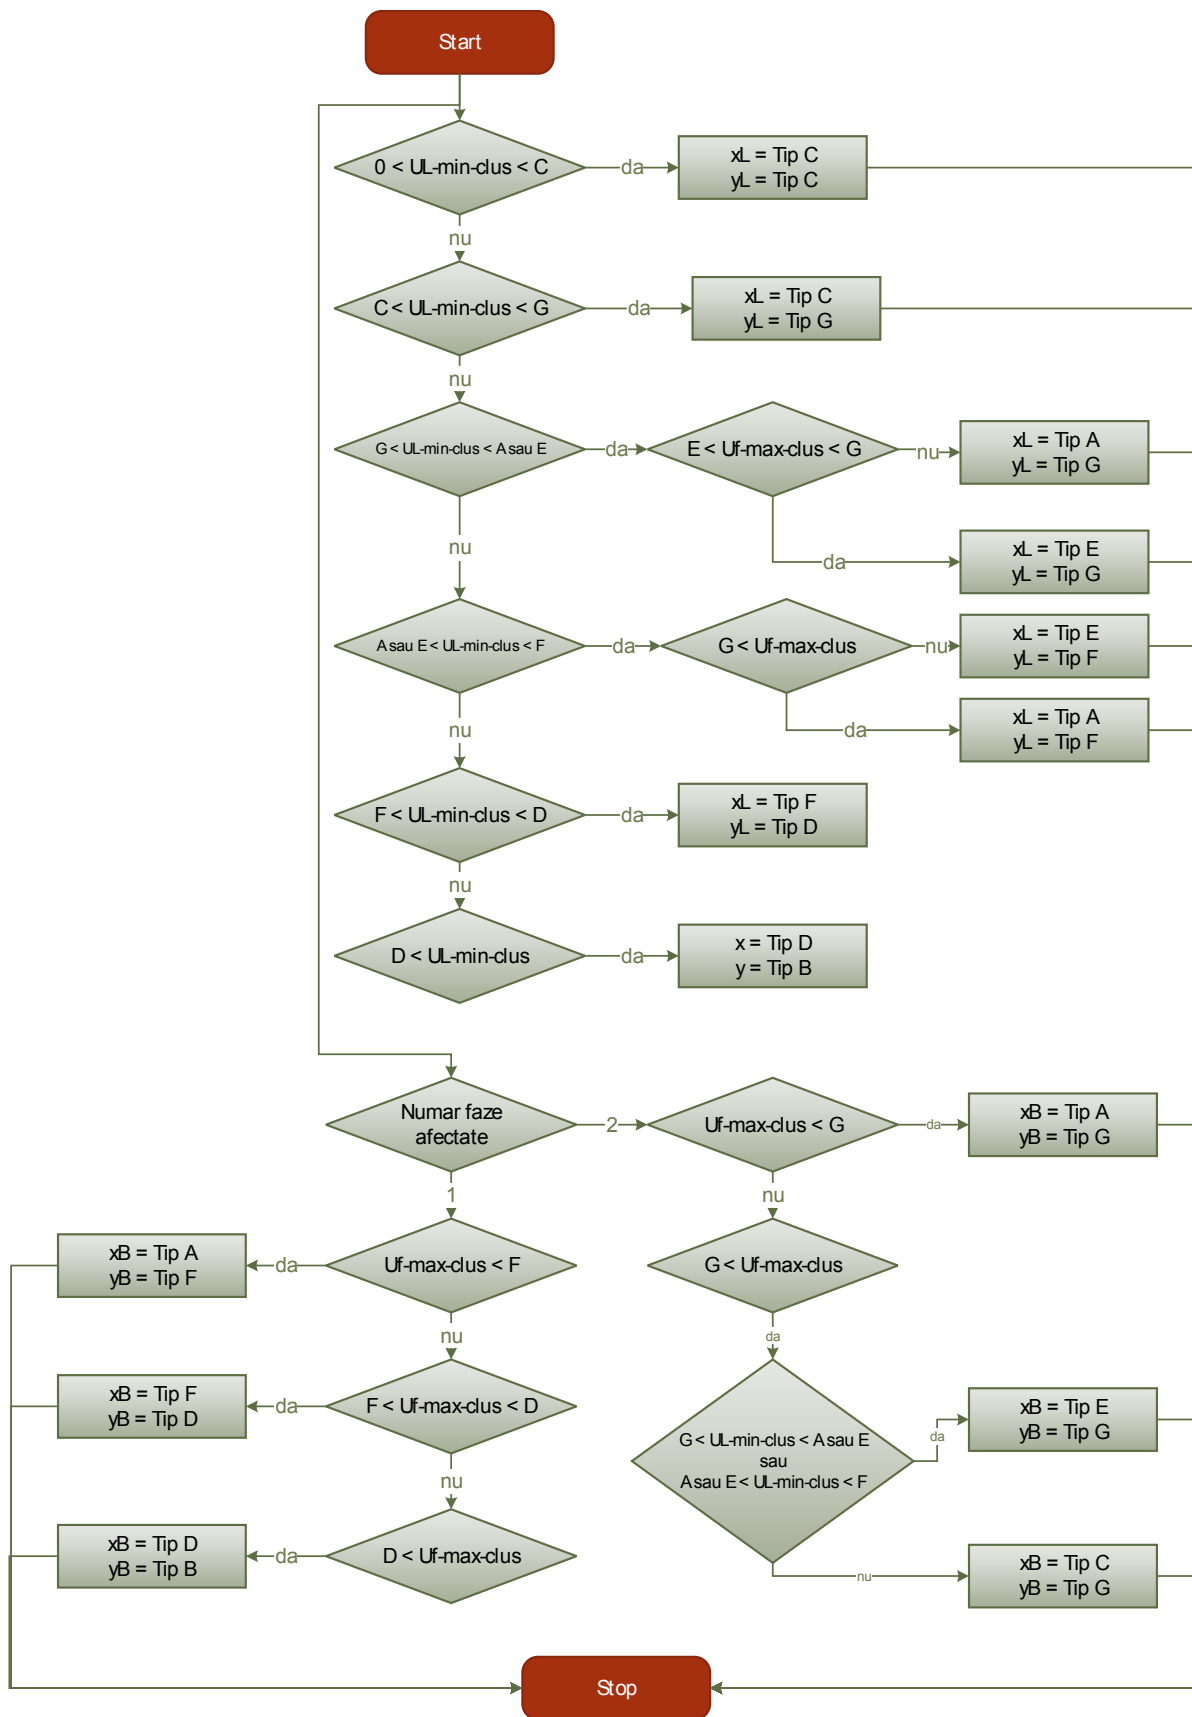 Start
0 < UL-min-clus < C
da
xL = Tip C
yL = Tip C
nu
C < UL-min-clus < G
da
xL = Tip C
yL = Tip G
nu
G < UL-min-clus < A sau E
da
E < Uf-max-clus < G
nu
xL = Tip A
yL = Tip G
da
xL = Tip E
yL = Tip G
nu
A sau E < UL-min-clus < F
da
G < Uf-max-clus
nu
xL = Tip E
yL = Tip F
da
xL = Tip A
yL = Tip F
nu
F < UL-min-clus < D
da
xL = Tip F
yL = Tip D
nu
D < UL-min-clus
da
x = Tip D
y = Tip B
Numar faze
afectate
2
Uf-max-clus < G
da
xB = Tip A
yB = Tip G
1
nu
xB = Tip A
yB = Tip F
da
Uf-max-clus < F
G < Uf-max-clus
nu
da
xB = Tip F
yB = Tip D
da
F < Uf-max-clus < D
G < UL-min-clus < A sau E
sau
A sau E < UL-min-clus < F
da
xB = Tip E
yB = Tip G
nu
xB = Tip D
yB = Tip B
da
D < Uf-max-clus
nu
xB = Tip C
yB = Tip G
Stop